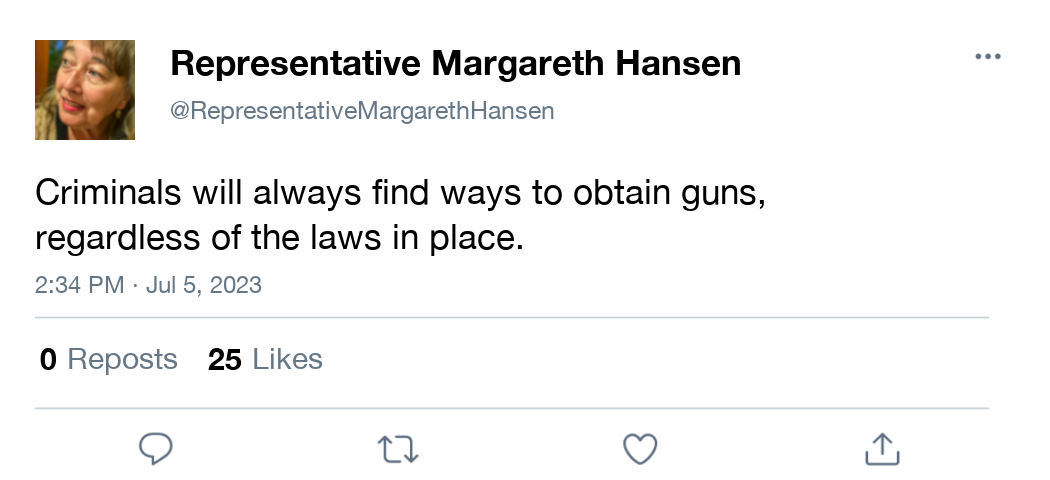 Representative Margareth Hansen
@RepresentativeMargarethHansen
Criminals will always find ways to obtain guns,
regardless of the laws in place.
2:34 PM · Jul 5, 2023
0 Reposts 25 Likes